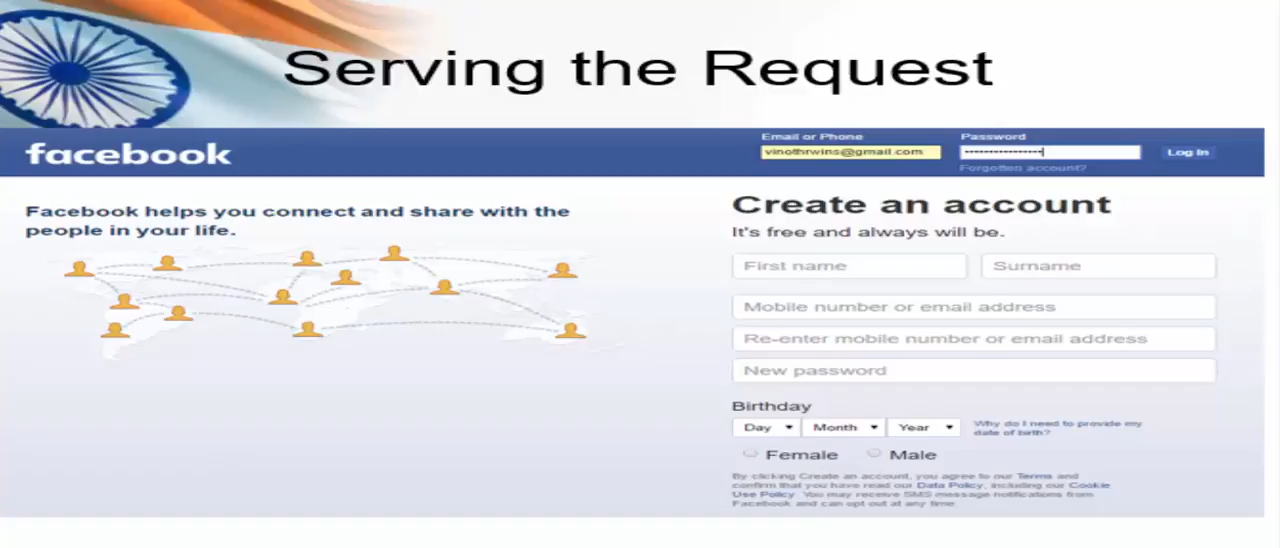 Serving the Request
facebook
Email or Phone
Password
vinothrwins@gmail.com
Log In
Forgotten account?
Facebook helps you connect and share with the
people in your life.
Create an account
It's free and always will be.
First name
Surname
Mobile number or email address
Re-enter mobile number or email address
New password
Birthday
Day
Month
Year
Why do I need to provide my
date of birth?
Female
Male
By clicking Create an account, you agree to our Terms and
confirm that you have read our Data Policy, including our Cookie
Use Policy. You may receive SMS message notifications from
Facebook and can opt out at any time.